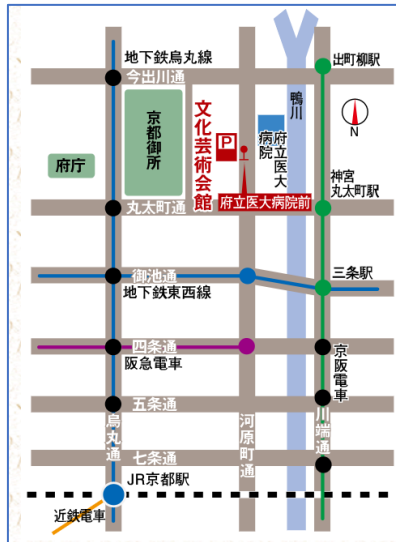 地下鉄烏丸線
今出川通
出町柳駅
鴨川
N
京都御所
文化芸術会館
P
府立医大
病院
府庁
神宮
丸太町駅
丸太町通
府立医大病院前
御池通
三条駅
地下鉄東西線
四条通
阪急電車
京阪電車
五条通
烏丸通
河原町通
川端通
七条通
JR京都駅
近鉄電車